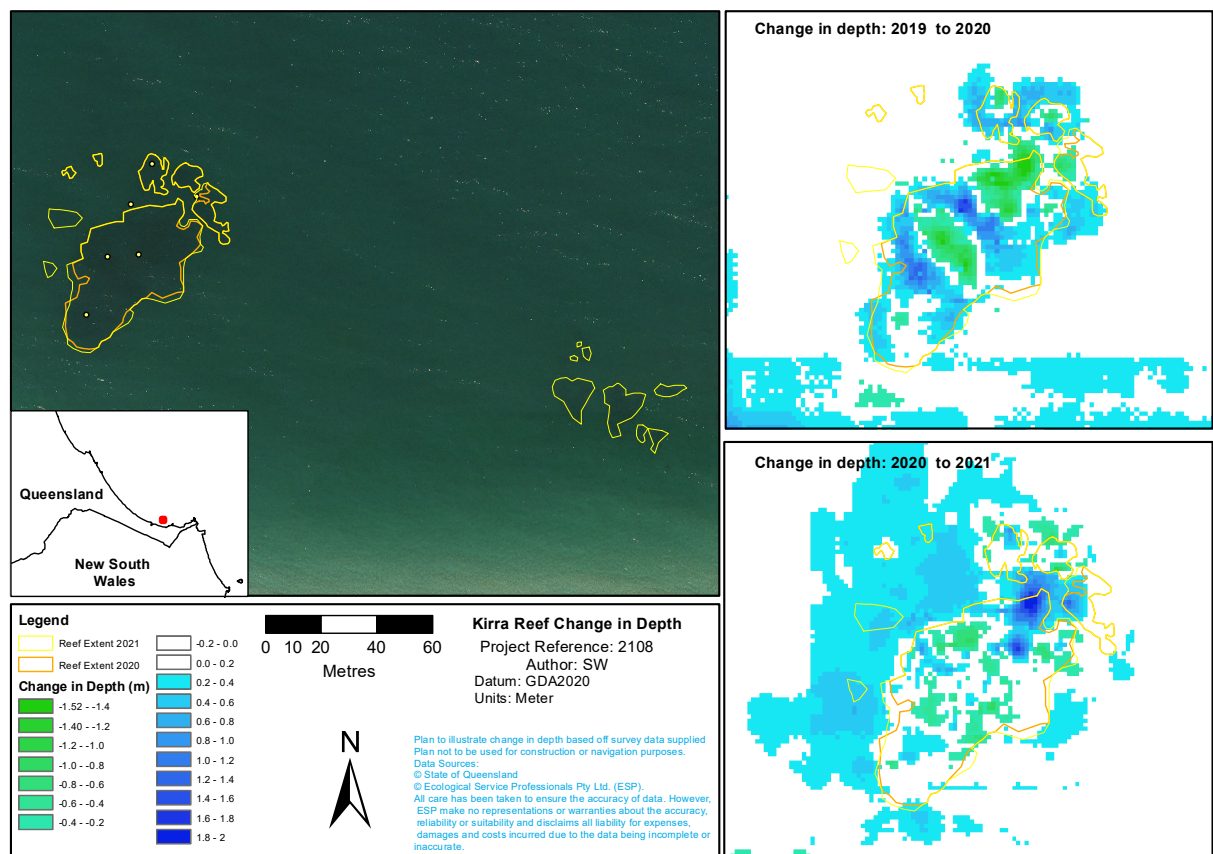 Change in depth: 2019 to 2020
Change in depth: 2020 to 2021
Queensland
New South
Wales
Legend
Reef Extent 2021
Reef Extent 2020
Change in Depth (m)
-1.52 - -1.4
-1.40 - -1.2
-1.2 - -1.0
-1.0 - -0.8
-0.8 - -0.6
-0.6 - -0.4
-0.4 - -0.2
-0.2 - 0.0
0.0 - 0.2
0.2 - 0.4
0.4 - 0.6
0.6 - 0.8
0.8 - 1.0
1.0 - 1.2
1.2 - 1.4
1.4 - 1.6
1.6 - 1.8
1.8 - 2
0 10 20 40 60
Metres
N
Kirra Reef Change in Depth
Project Reference: 2108
Author: SW
Datum: GDA2020
Units: Meter
Plan to illustrate change in depth based off survey data supplied
Plan not to be used for construction or navigation purposes.
Data Sources:
© State of Queensland
© Ecological Service Professionals Pty Ltd. (ESP).
All care has been taken to ensure the accuracy of data. However,
ESP make no representations or warranties about the accuracy,
reliability or suitability and disclaims all liability for expenses,
damages and costs incurred due to the data being incomplete or
inaccurate.